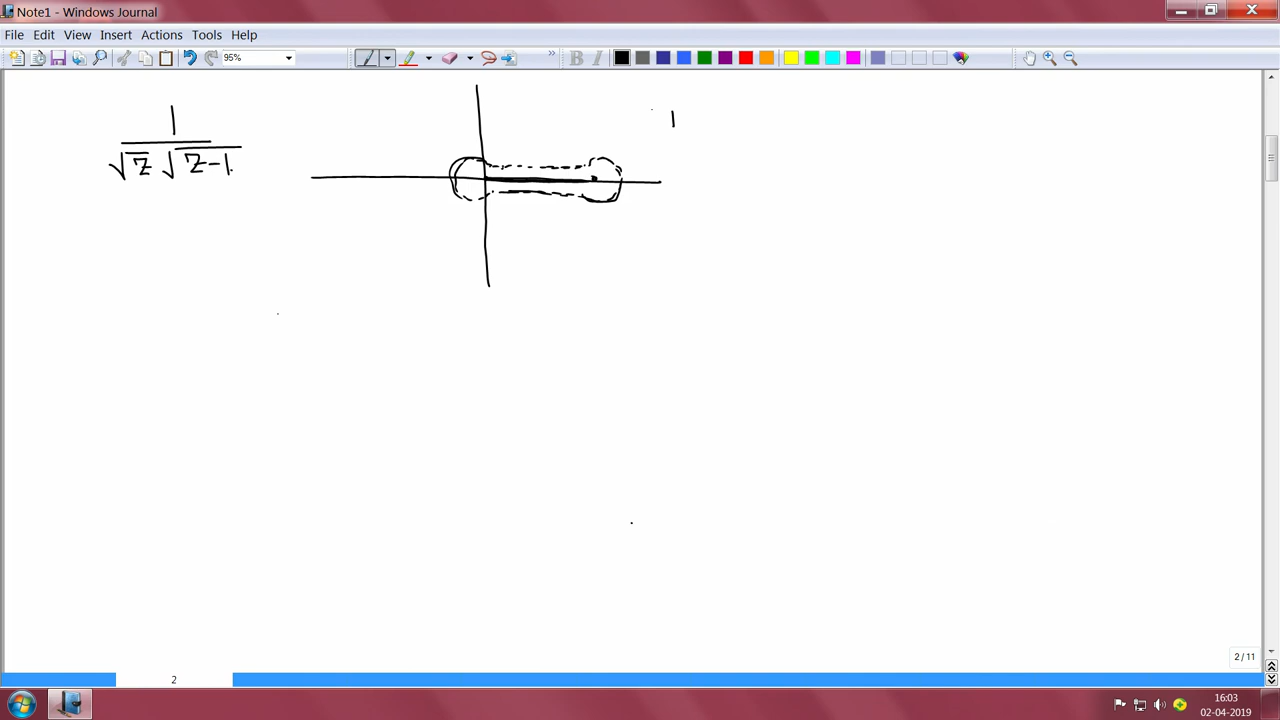 Note1 - Windows Journal
File Edit View Insert Actions Tools Help
95%
1
√z √z-1
1
2 / 11
2
16:03
02-04-2019